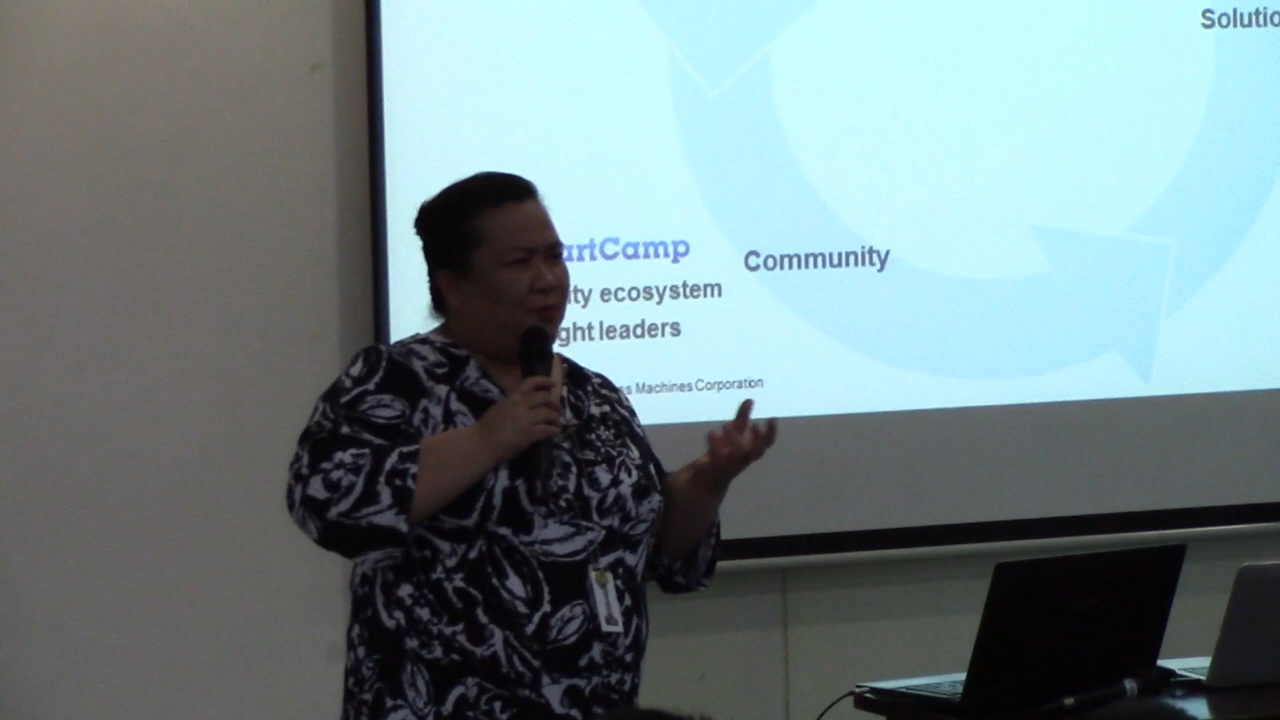 Solutio
artCamp
Community
ity ecosystem
ght leaders
ss Machines Corporation